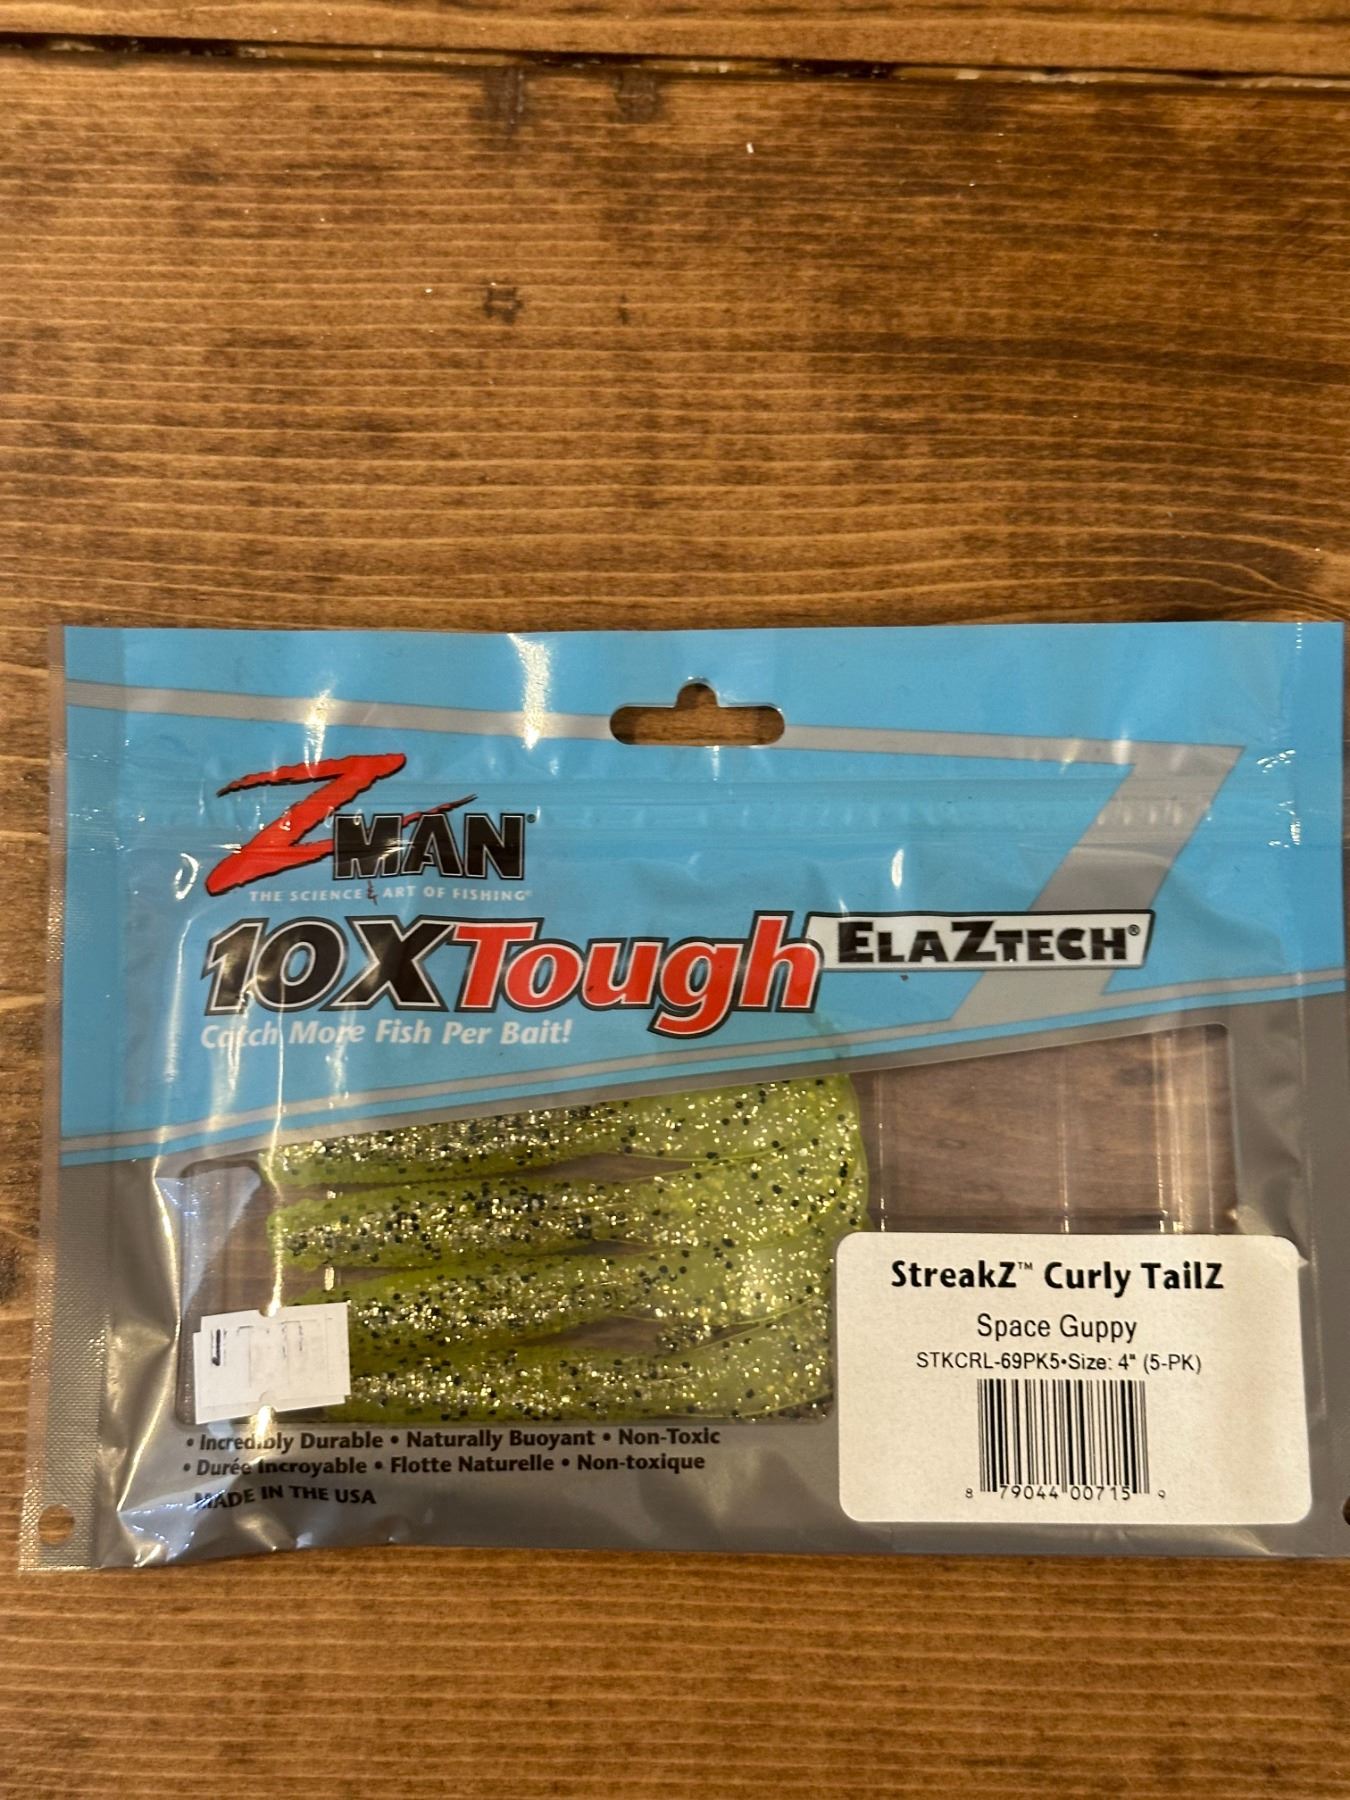 ZMAN®
THE SCIENCE & ART OF FISHING®
10X Tough ELAZTECH®
Catch More Fish Per Bait!
StreakZ™ Curly TailZ
Space Guppy
STKCRL-69PK5•Size: 4" (5-PK)
8 79044 00715 9
• Incredibly Durable • Naturally Buoyant • Non-Toxic
• Durée Incroyable • Flotte Naturelle • Non-toxique
MADE IN THE USA